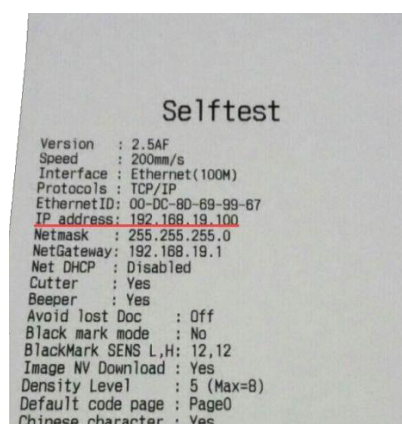 Selftest
Version : 2.5AF
Speed : 200mm/s
Interface : Ethernet(100M)
Protocols : TCP/IP
EthernetID: 00-DC-8D-69-99-67
IP address: 192.168.19.100
Netmask : 255.255.255.0
NetGateway: 192.168.19.1
Net DHCP : Disabled
Cutter : Yes
Beeper : Yes
Avoid lost Doc : Off
Black mark mode : No
BlackMark SENS L,H: 12,12
Image NV Download : Yes
Density Level : 5 (Max=8)
Default code page : Page0
Chinese character : Yes